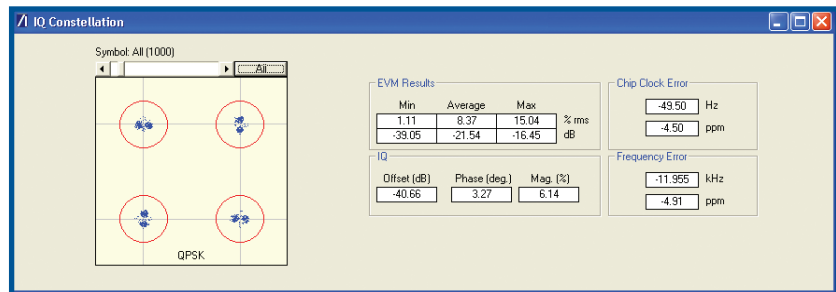 IQ Constellation
Symbol: All (1000)
All
QPSK
EVM Results
Min Average Max
1.11 8.37 15.04 % rms
-39.05 -21.54 -16.45 dB
IQ
Offset (dB) Phase (deg.) Mag. (%)
-40.66 3.27 6.14
Chip Clock Error
-49.50 Hz
-4.50 ppm
Frequency Error
-11.955 kHz
-4.91 ppm